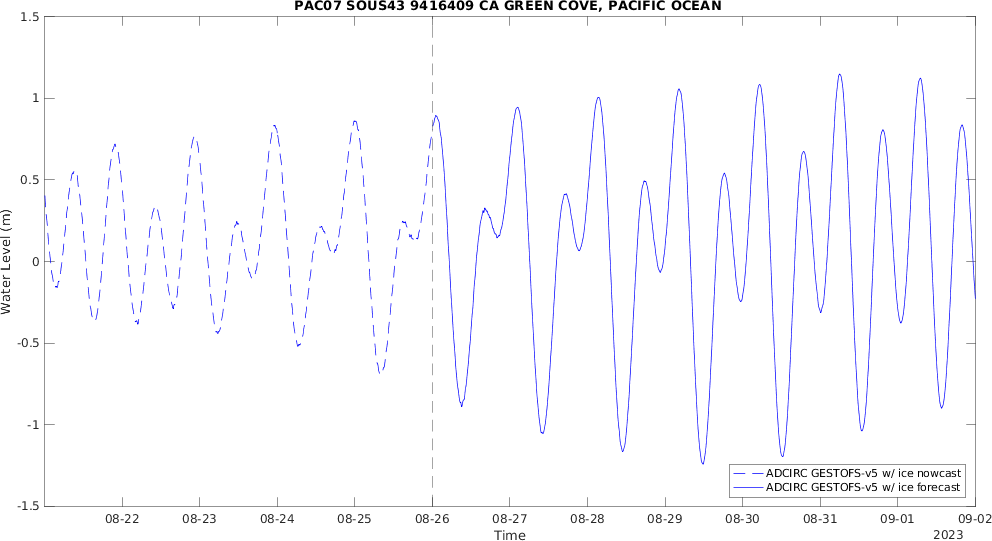 PAC07 SOUS43 9416409 CA GREEN COVE, PACIFIC OCEAN
1.5
1
0.5
0
-0.5
-1
-1.5
Water Level (m)
ADCIRC GESTOFS-v5 w/ ice nowcast
ADCIRC GESTOFS-v5 w/ ice forecast
08-22 08-23 08-24 08-25 08-26 08-27 08-28 08-29 08-30 08-31 09-01 09-02
Time
2023